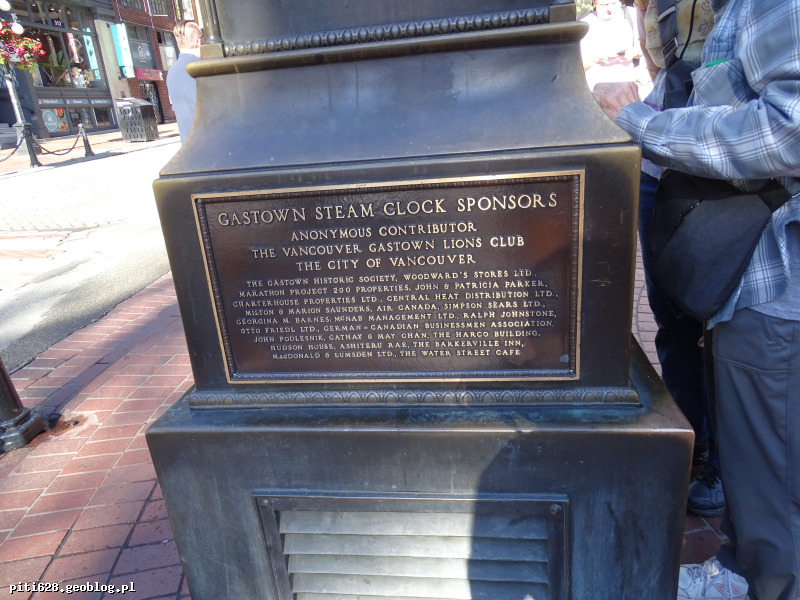 GASTOWN STEAM CLOCK SPONSORS
ANONYMOUS CONTRIBUTOR
THE VANCOUVER GASTOWN LIONS CLUB
THE CITY OF VANCOUVER
THE GASTOWN HISTORIC SOCIETY, WOODWARD'S STORES LTD.,
MARATHON PROJECT 200 PROPERTIES, JOHN & PATRICIA PARKER,
CHARTERHOUSE PROPERTIES LTD., CENTRAL HEAT DISTRIBUTION LTD.,
MILTON & MARION SAUNDERS, AIR CANADA, SIMPSON SEARS LTD.,
GEORGINA M. BARNES, MCNAB MANAGEMENT LTD., RALPH JOHNSTONE,
OTTO FRIEDL LTD., GERMAN-CANADIAN BUSINESSMEN ASSOCIATION,
JOHN PODLESNIK, CATHAY & MAY CHAN, THE HARCO BUILDING,
HUDSON HOUSE, ASHITERU RAE, THE BARKERVILLE INN,
MACDONALD & LUMSDEN LTD., THE WATER STREET CAFE
piti628.geoblog.pl